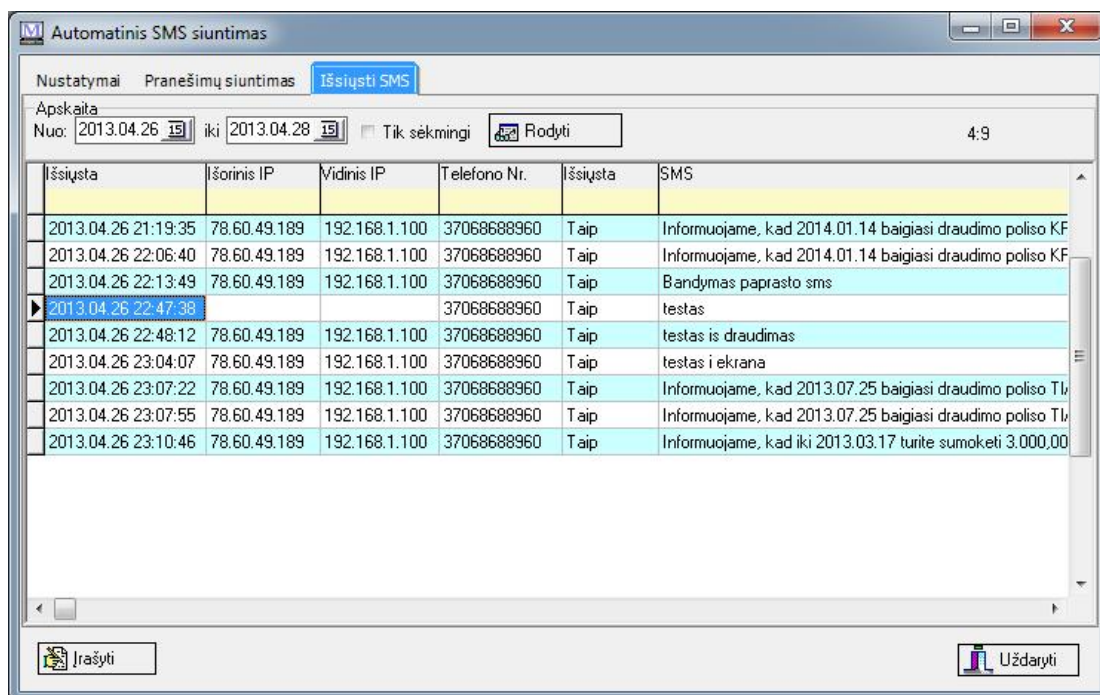 Automatinis SMS siuntimas
Nustatymai Pranešimų siuntimas Išsiųsti SMS
Apskaita
Nuo: 2013.04.26 15 iki 2013.04.28 15 Tik sėkmingi Rodyti 4:9
Išsiųsta Išorinis IP Vidinis IP Telefono Nr. Išsiųsta SMS
2013.04.26 21:19:35 78.60.49.189 192.168.1.100 37068688960 Taip Informuojame, kad 2014.01.14 baigiasi draudimo poliso
2013.04.26 22:06:40 78.60.49.189 192.168.1.100 37068688960 Taip Informuojame, kad 2014.01.14 baigiasi draudimo poliso
2013.04.26 22:13:49 78.60.49.189 192.168.1.100 37068688960 Taip Bandymas paprasto sms
2013.04.26 22:47:38 37068688960 Taip testas
2013.04.26 22:48:12 78.60.49.189 192.168.1.100 37068688960 Taip testas is draudimas
2013.04.26 23:04:07 78.60.49.189 192.168.1.100 37068688960 Taip testas i ekrana
2013.04.26 23:07:22 78.60.49.189 192.168.1.100 37068688960 Taip Informuojame, kad 2013.07.25 baigiasi draudimo poliso
2013.04.26 23:07:55 78.60.49.189 192.168.1.100 37068688960 Taip Informuojame, kad 2013.07.25 baigiasi draudimo poliso
2013.04.26 23:10:46 78.60.49.189 192.168.1.100 37068688960 Taip Informuojame, kad iki 2013.03.17 turite sumoketi 3.000,00
Įrašyti Uždaryti